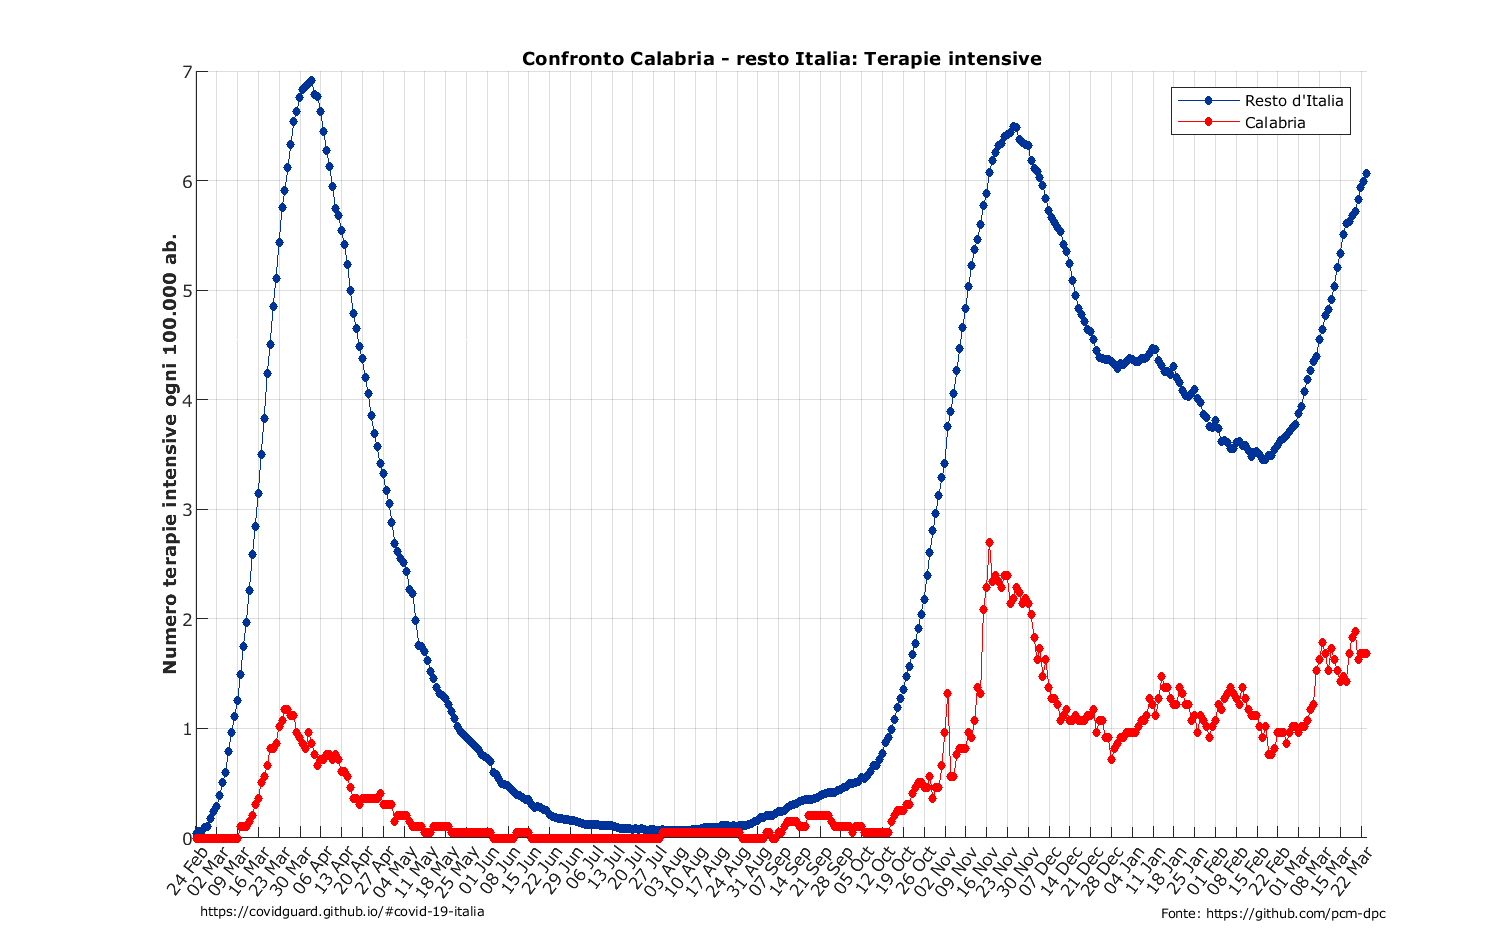 Confronto Calabria - resto Italia: Terapie intensive
Resto d'Italia
Calabria
Numero terapie intensive ogni 100.000 ab.
7
6
5
4
3
2
1
0
24 Feb
02 Mar
09 Mar
16 Mar
23 Mar
30 Mar
06 Apr
13 Apr
20 Apr
27 Apr
04 May
11 May
18 May
25 May
01 Jun
08 Jun
15 Jun
22 Jun
29 Jun
06 Jul
13 Jul
20 Jul
27 Jul
03 Aug
10 Aug
17 Aug
24 Aug
31 Aug
07 Sep
14 Sep
21 Sep
28 Sep
05 Oct
12 Oct
19 Oct
26 Oct
02 Nov
09 Nov
16 Nov
23 Nov
30 Nov
07 Dec
14 Dec
21 Dec
28 Dec
04 Jan
11 Jan
18 Jan
25 Jan
01 Feb
08 Feb
15 Feb
22 Feb
01 Mar
08 Mar
15 Mar
22 Mar
https://covidguard.github.io/#covid-19-italia
Fonte: https://github.com/pcm-dpc